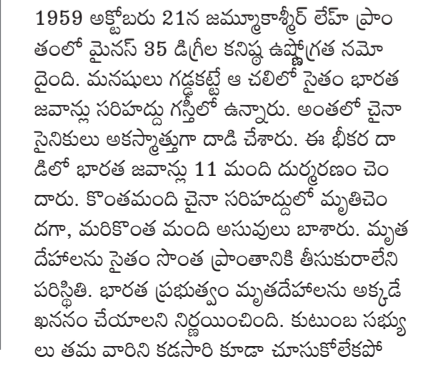 1959 అక్టోబరు 21న జమ్మూకాశ్మీర్ లేహ్ ప్రాం
తంలో మైనస్ 35 డిగ్రీల కనిష్ఠ ఉష్ణోగ్రత నమో
దైంది. మనషులు గడ్డకట్టే ఆ చలిలో సైతం భారత
జవాన్లు సరిహద్దు గస్తీలో ఉన్నారు. అంతలో చైనా
సైనికులు అకస్మాత్తుగా దాడి చేశారు. ఈ భీకర దా
డిలో భారత జవాన్లు 11 మంది దుర్మరణం చెం
దారు. కొంతమంది చైనా సరిహద్దులో మృతిచెం
దగా, మరికొంత మంది అసువులు బాశారు. మృత
దేహాలను సైతం సొంత ప్రాంతానికి తీసుకురాలేని
పరిస్థితి. భారత ప్రభుత్వం మృతదేహాలను అక్కడే
ఖననం చేయాలని నిర్ణయించింది. కుటుంబ సభ్యు
లు తమ వారిని కడసారి కూడా చూసుకోలేకపో